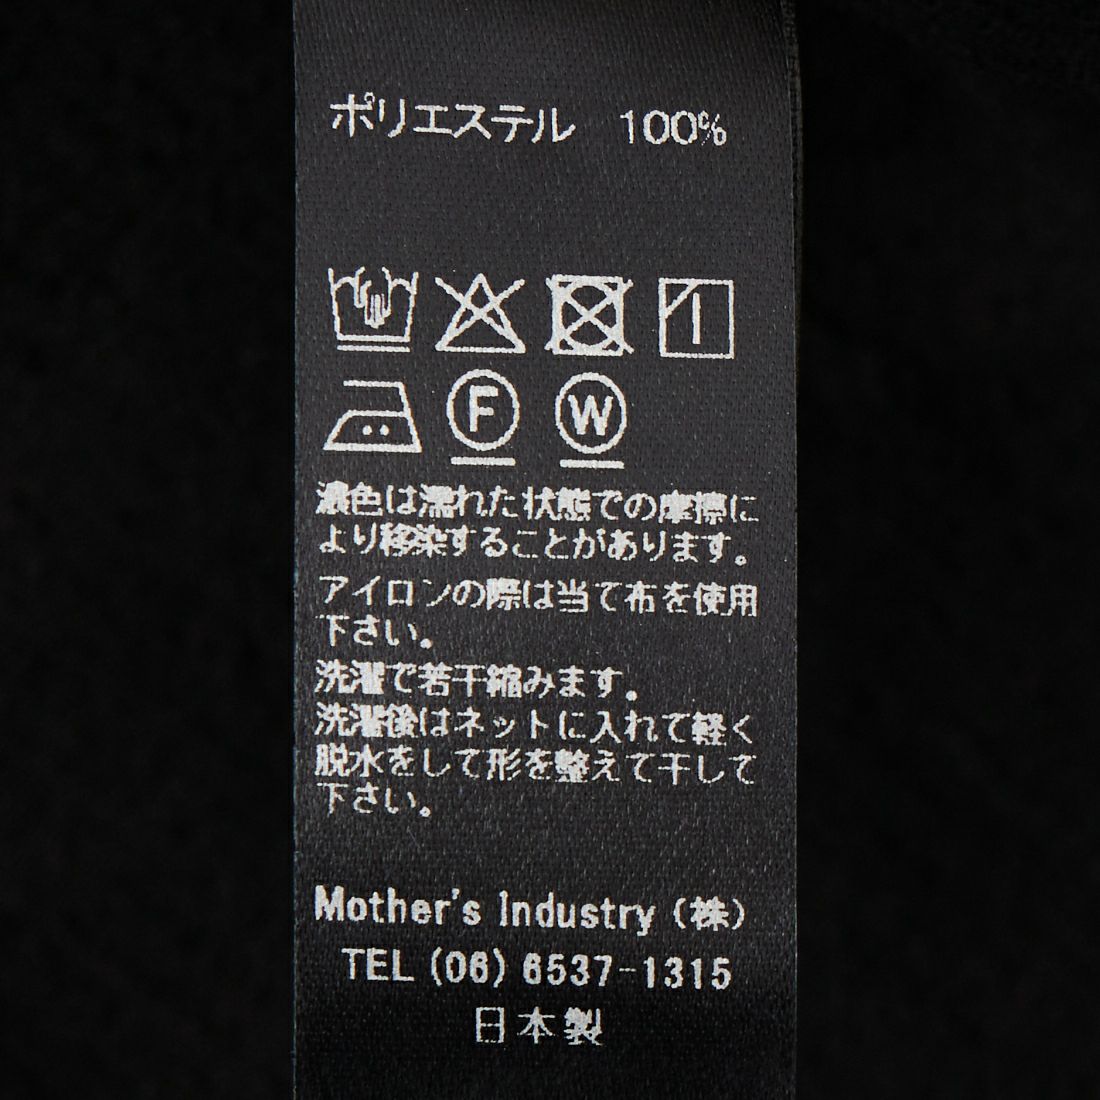 ポリエステル 100%
F W
濃色は濡れた状態での摩擦に
より移染することがあります。
アイロンの際は当て布を使用
下さい。
洗濯で若干縮みます。
洗濯後はネットに入れて軽く
脱水をして形を整えて干して
下さい。
Mother's Industry (株)
TEL (06) 6537-1315
日本製